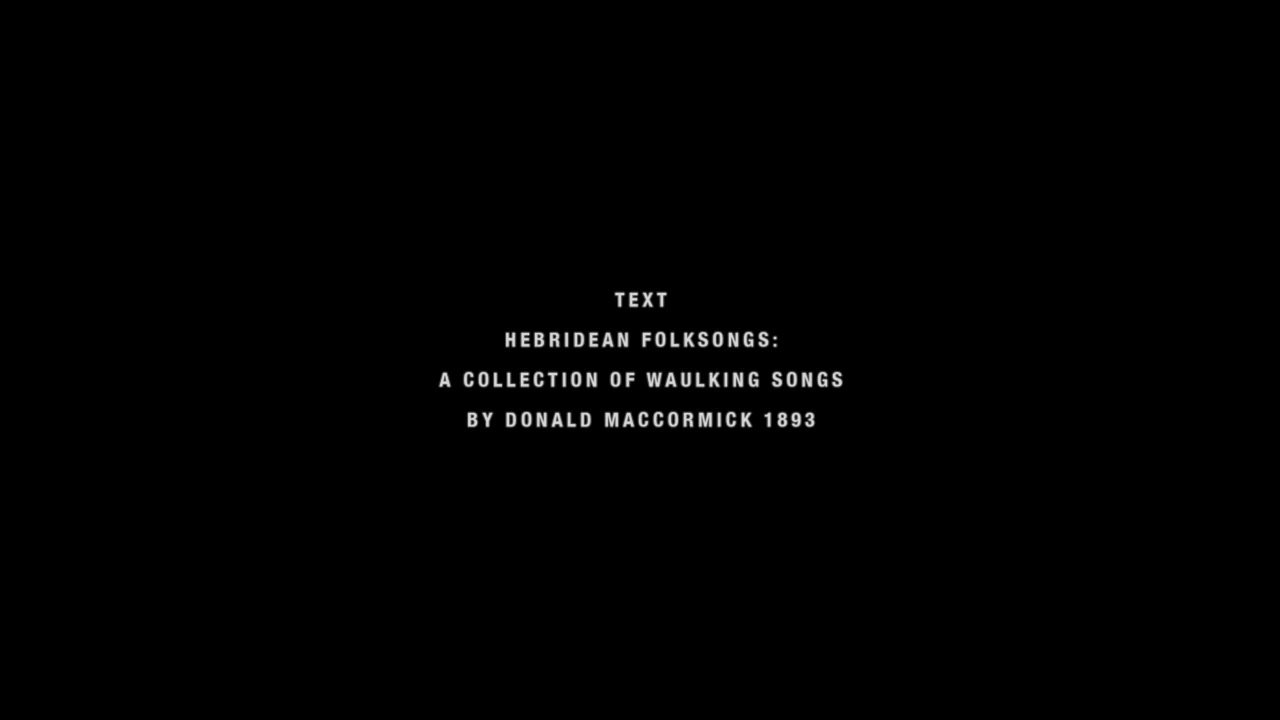 TEXT
HEBRIDEAN FOLKSONGS:
A COLLECTION OF WAULKING SONGS
BY DONALD MACCORMICK 1893